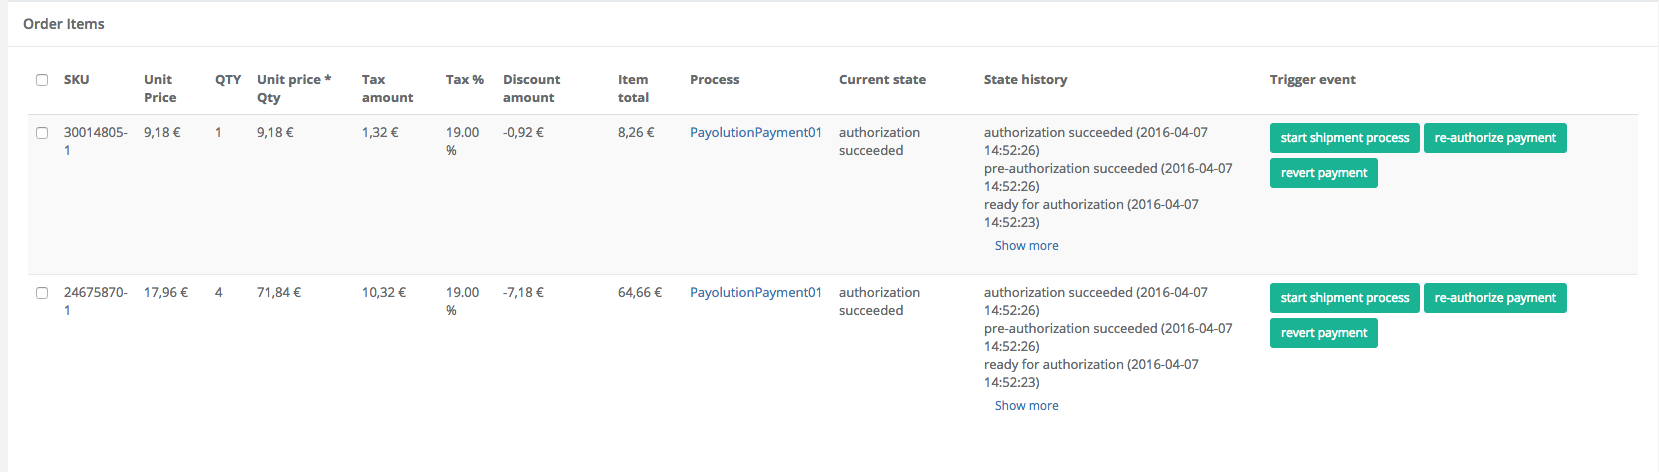 Order Items
SKU Unit Price QTY Unit price * Qty Tax amount Tax % Discount amount Item total Process Current state State history Trigger event
30014805-1 9,18 € 1 9,18 € 1,32 € 19.00 % -0,92 € 8,26 € PayolutionPayment01 authorization succeeded
authorization succeeded (2016-04-07
14:52:26)
pre-authorization succeeded (2016-04-07
14:52:26)
ready for authorization (2016-04-07
14:52:23)
Show more
start shipment process re-authorize payment
revert payment
24675870-1 17,96 € 4 71,84 € 10,32 € 19.00 % -7,18 € 64,66 € PayolutionPayment01 authorization succeeded
authorization succeeded (2016-04-07
14:52:26)
pre-authorization succeeded (2016-04-07
14:52:26)
ready for authorization (2016-04-07
14:52:23)
Show more
start shipment process re-authorize payment
revert payment